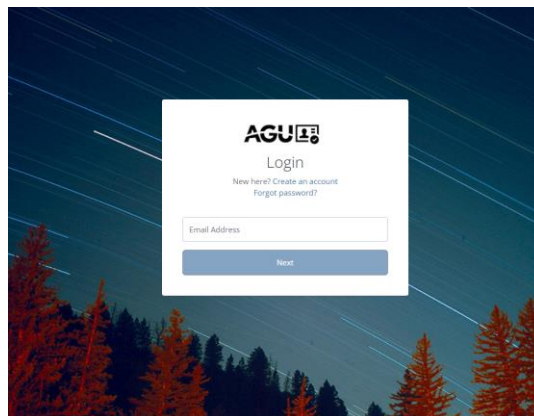 AGU
Login
New here? Create an account
Forgot password?
Email Address
Next